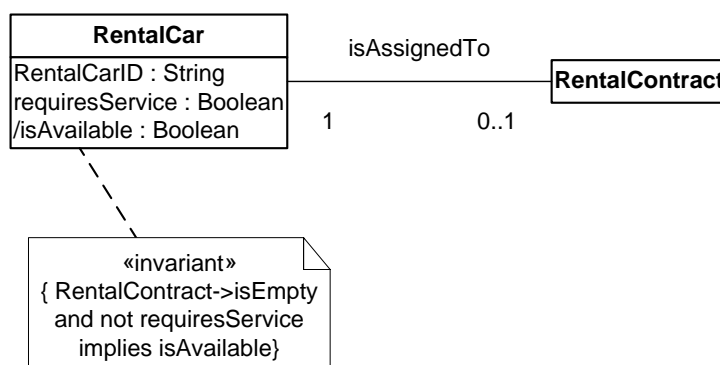 RentalCar
RentalCarID : String
requiresService : Boolean
/isAvailable : Boolean
isAssignedTo
1
0..1
RentalContract
«invariant»
{ RentalContract->isEmpty
and not requiresService
implies isAvailable}